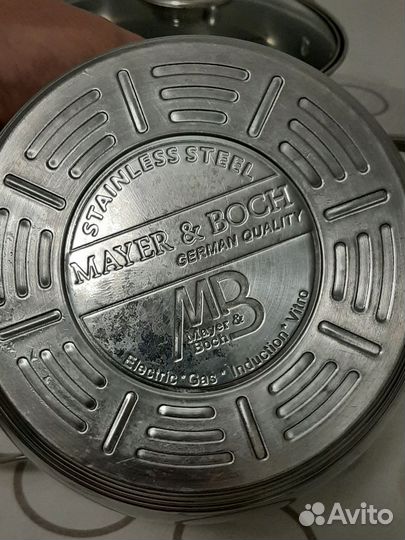 STAINLESS STEEL
MAYER & BOCH
GERMAN QUALITY
MB
Mayer &
Boch
Electric • Gas • Induction • Vitro
Avito